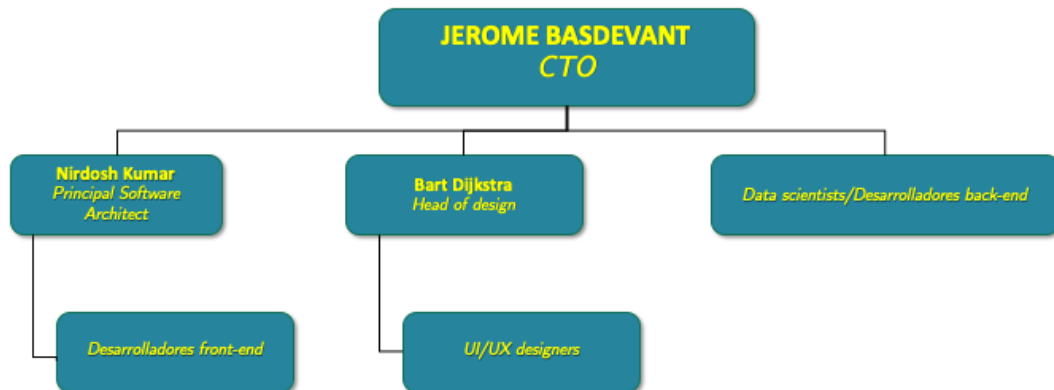 JEROME BASDEVANT
CTO
Nirdosh Kumar
Principal Software
Architect
Bart Dijkstra
Head of design
Data scientists/Desarrolladores back-end
Desarrolladores front-end
UI/UX designers